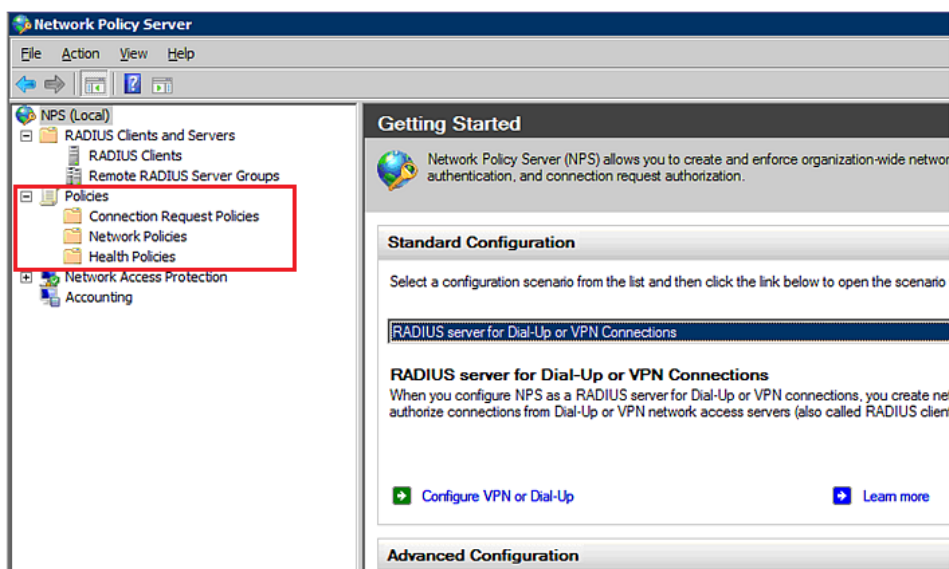 Network Policy Server
File Action View Help
NPS (Local)
RADIUS Clients and Servers
RADIUS Clients
Remote RADIUS Server Groups
Policies
Connection Request Policies
Network Policies
Health Policies
Network Access Protection
Accounting
Getting Started
Network Policy Server (NPS) allows you to create and enforce organization-wide networ
authentication, and connection request authorization.
Standard Configuration
Select a configuration scenario from the list and then click the link below to open the scenario
RADIUS server for Dial-Up or VPN Connections
RADIUS server for Dial-Up or VPN Connections
When you configure NPS as a RADIUS server for Dial-Up or VPN connections, you create net
authorize connections from Dial-Up or VPN network access servers (also called RADIUS clien
Configure VPN or Dial-Up Learn more
Advanced Configuration